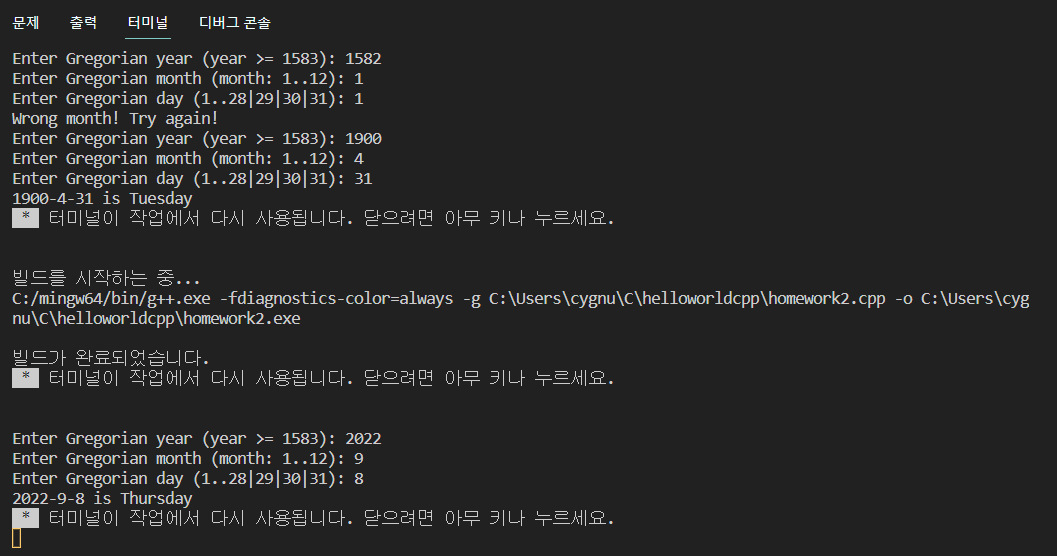 문제 출력 터미널 디버그 콘솔
Enter Gregorian year (year >= 1583): 1582
Enter Gregorian month (month: 1..12): 1
Enter Gregorian day (1..28|29|30|31): 1
Wrong month! Try again!
Enter Gregorian year (year >= 1583): 1900
Enter Gregorian month (month: 1..12): 4
Enter Gregorian day (1..28|29|30|31): 31
1900-4-31 is Tuesday
* 터미널이 작업에서 다시 사용됩니다. 닫으려면 아무 키나 누르세요.
빌드를 시작하는 중...
C:/mingw64/bin/g++.exe -fdiagnostics-color=always -g C:\Users\cygnu\C\helloworldcpp\homework2.cpp -o C:\Users\cyg
nu\C\helloworldcpp\homework2.exe
빌드가 완료되었습니다.
* 터미널이 작업에서 다시 사용됩니다. 닫으려면 아무 키나 누르세요.
Enter Gregorian year (year >= 1583): 2022
Enter Gregorian month (month: 1..12): 9
Enter Gregorian day (1..28|29|30|31): 8
2022-9-8 is Thursday
* 터미널이 작업에서 다시 사용됩니다. 닫으려면 아무 키나 누르세요.